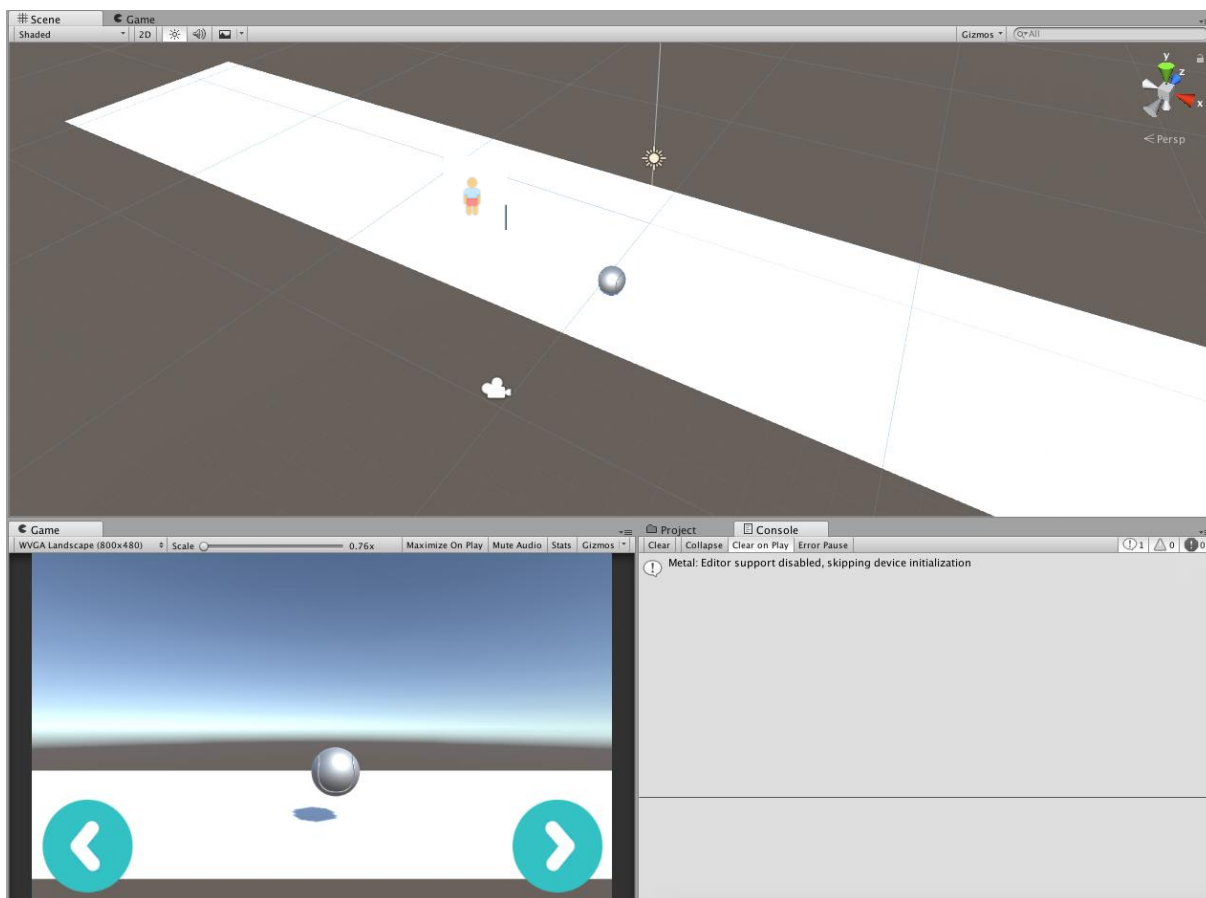 Scene Game
Shaded 2D Gizmos All
y
z
x
Persp
Game
WVGA Landscape (800x480) Scale 0.76x Maximize On Play Mute Audio Stats Gizmos
Project Console
Clear Collapse Clear on Play Error Pause 1 0 0
Metal: Editor support disabled, skipping device initialization